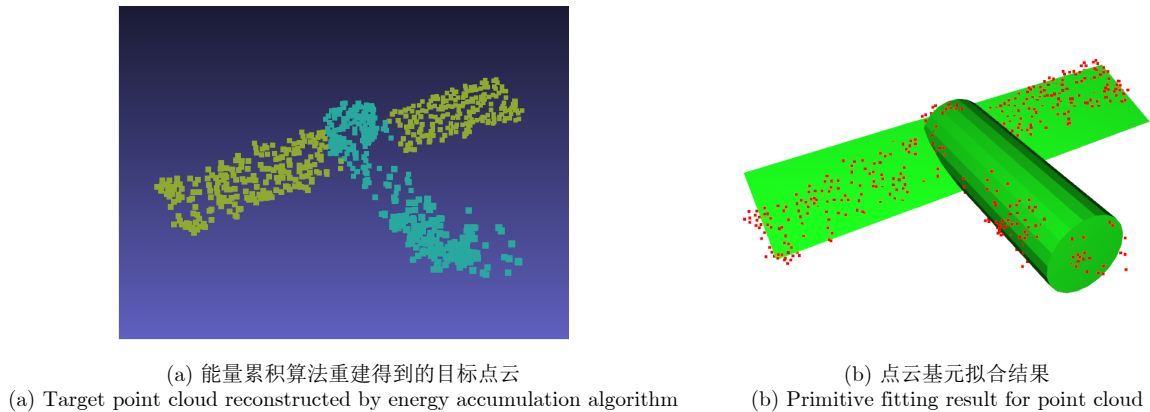 (a) 能量累积算法重建得到的目标点云
(a) Target point cloud reconstructed by energy accumulation algorithm
(b) 点云基元拟合结果
(b) Primitive fitting result for point cloud